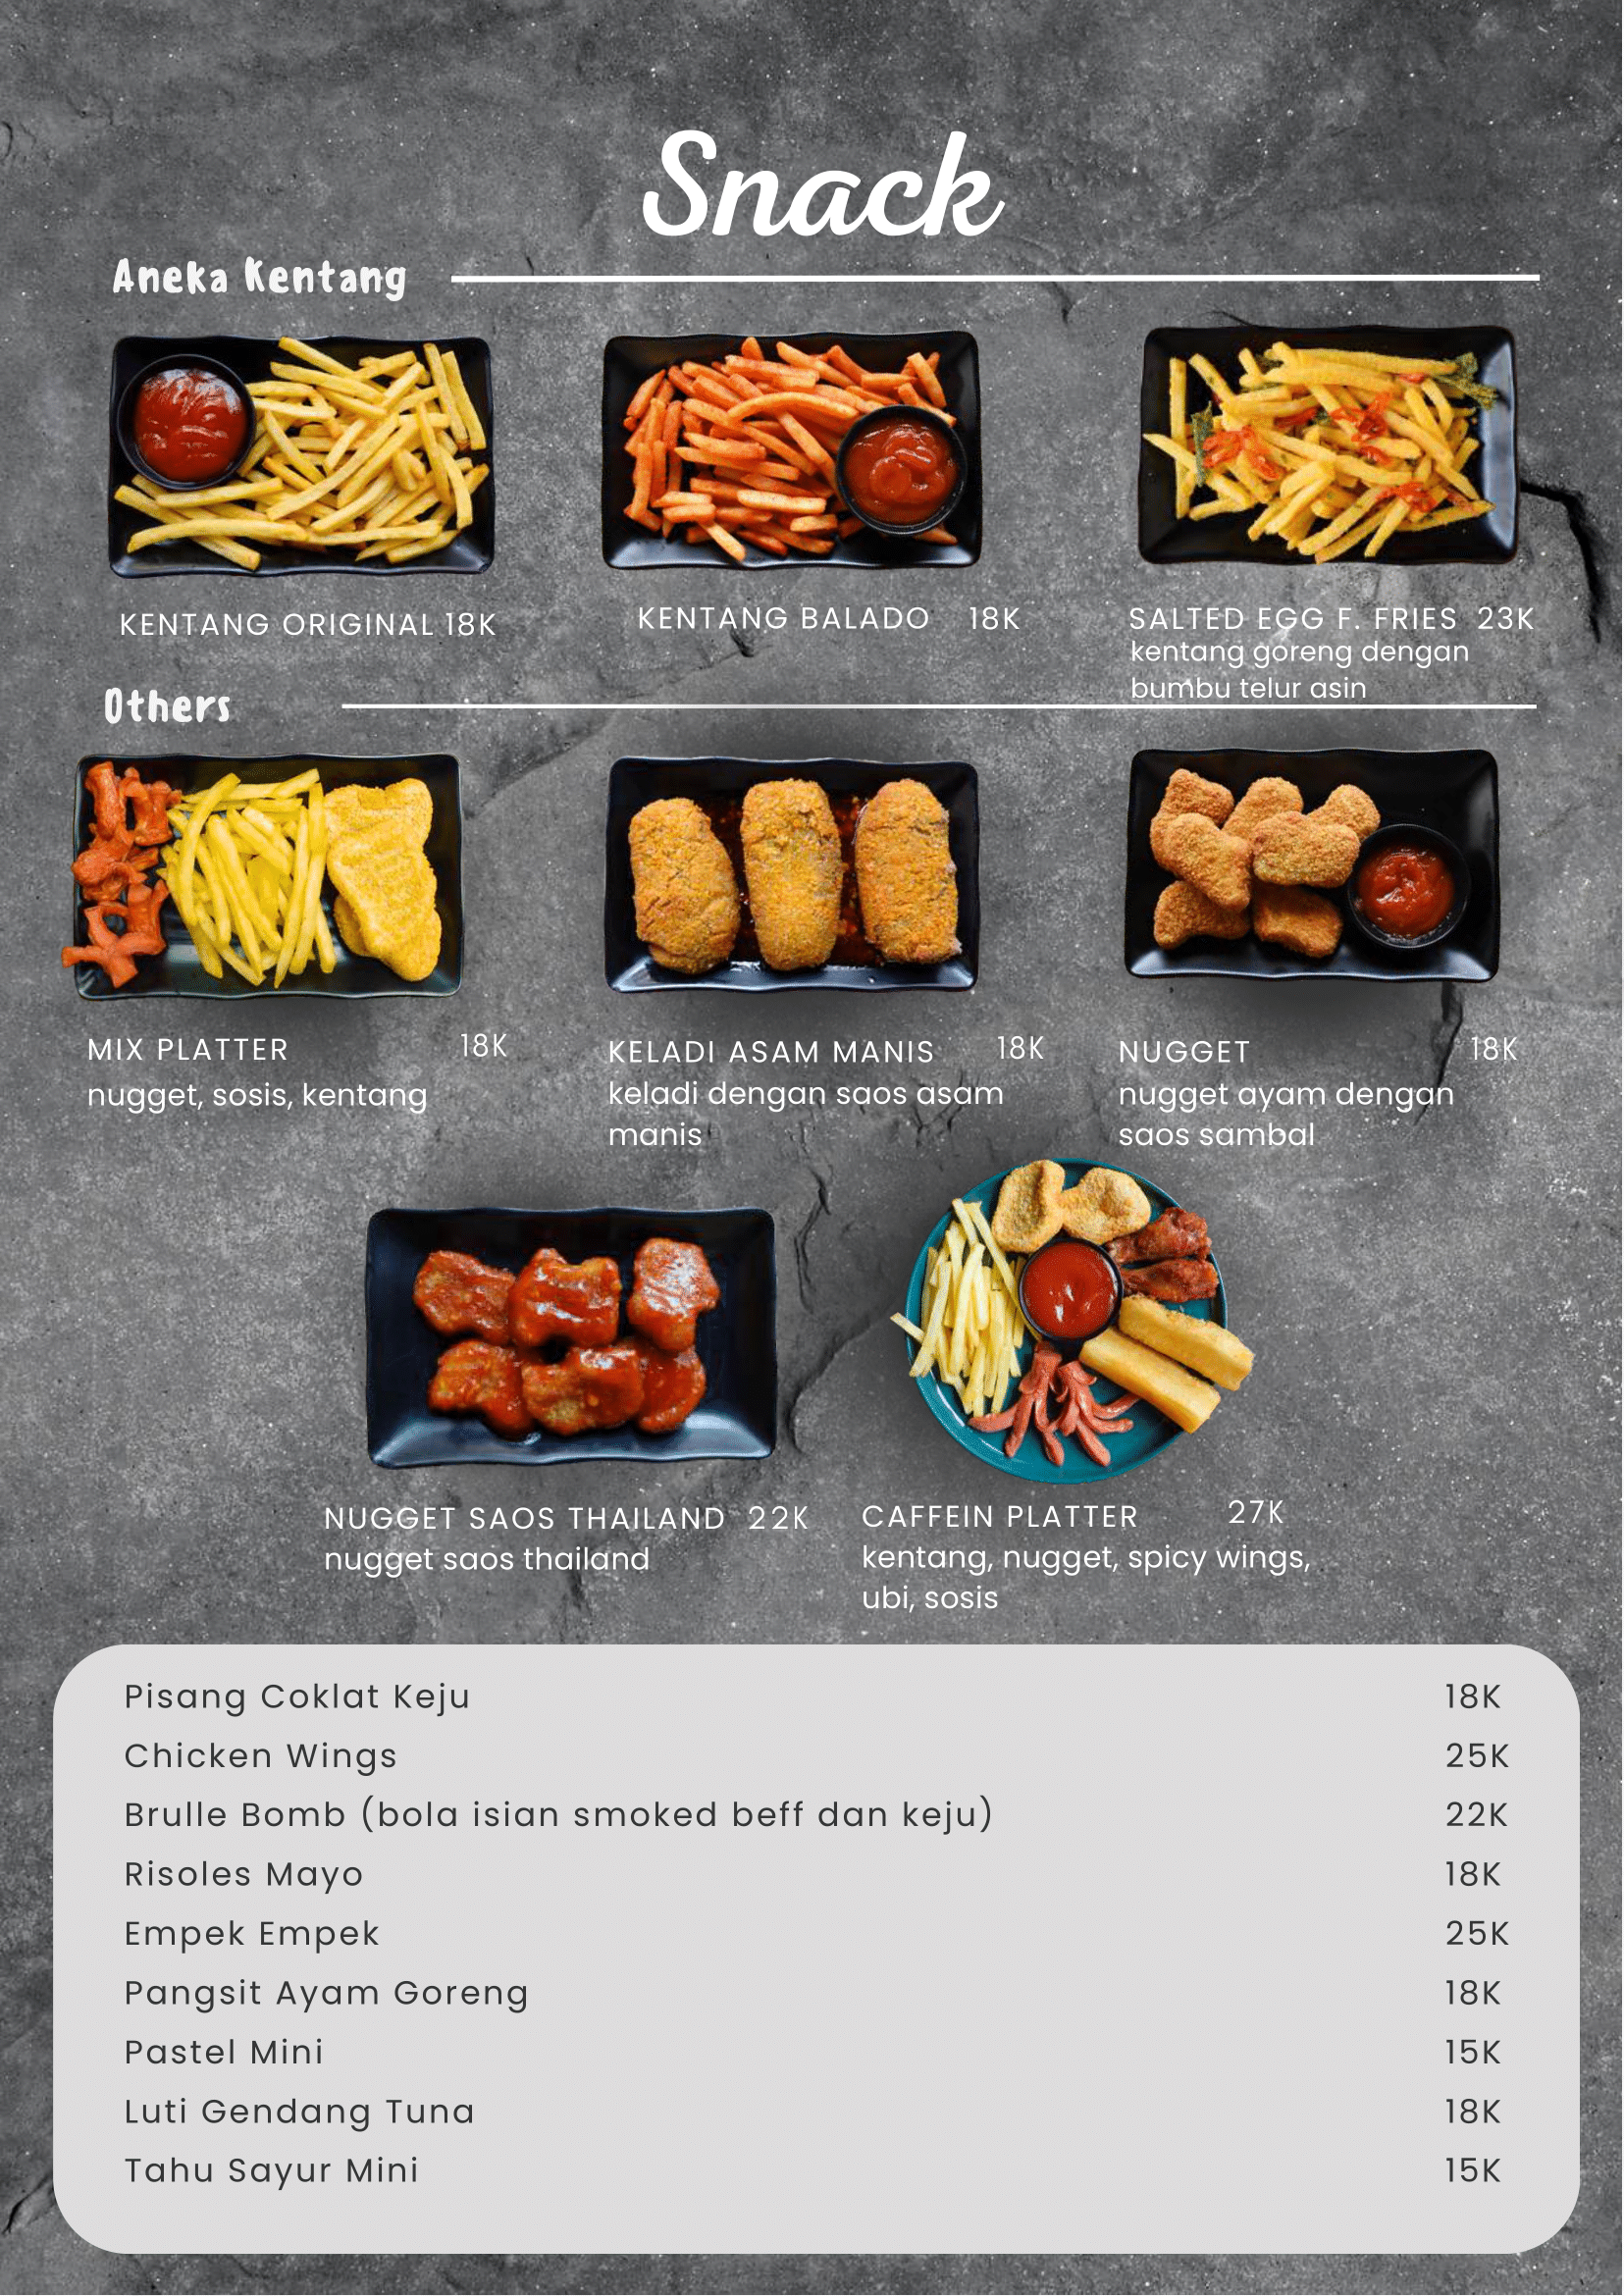 Snack
Aneka Kentang
KENTANG ORIGINAL 18K
KENTANG BALADO 18K
SALTED EGG F. FRIES 23K
kentang goreng dengan
bumbu telur asin
Others
MIX PLATTER 18K
nugget, sosis, kentang
KELADI ASAM MANIS 18K
keladi dengan saos asam
manis
NUGGET 18K
nugget ayam dengan
saos sambal
NUGGET SAOS THAILAND 22K
nugget saos thailand
CAFFEIN PLATTER 27K
kentang, nugget, spicy wings,
ubi, sosis
Pisang Coklat Keju 18K
Chicken Wings 25K
Brulle Bomb (bola isian smoked beff dan keju) 22K
Risoles Mayo 18K
Empek Empek 25K
Pangsit Ayam Goreng 18K
Pastel Mini 15K
Luti Gendang Tuna 18K
Tahu Sayur Mini 15K